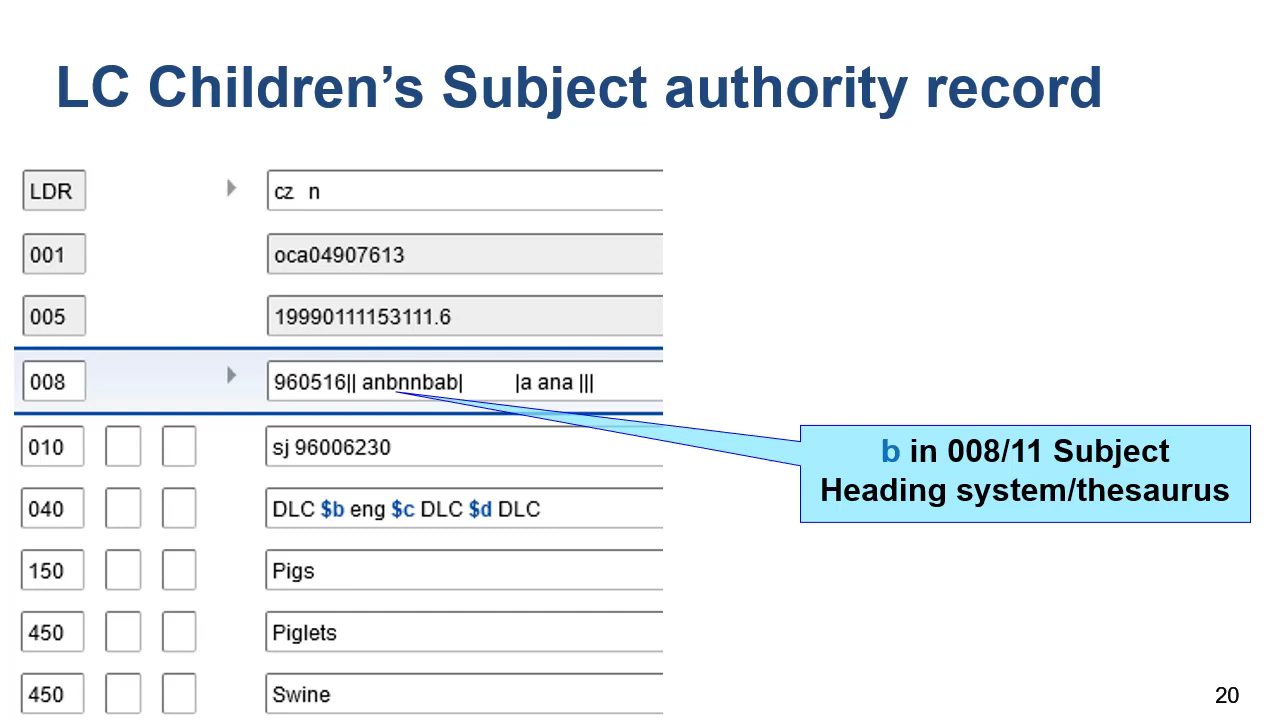 LC Children’s Subject authority record
LDR cz n
001 oca04907613
005 19990111153111.6
008 960516|| anbnnbab| |a ana |||
010 sj 96006230
b in 008/11 Subject
Heading system/thesaurus
040 DLC $b eng $c DLC $d DLC
150 Pigs
450 Piglets
450 Swine
20